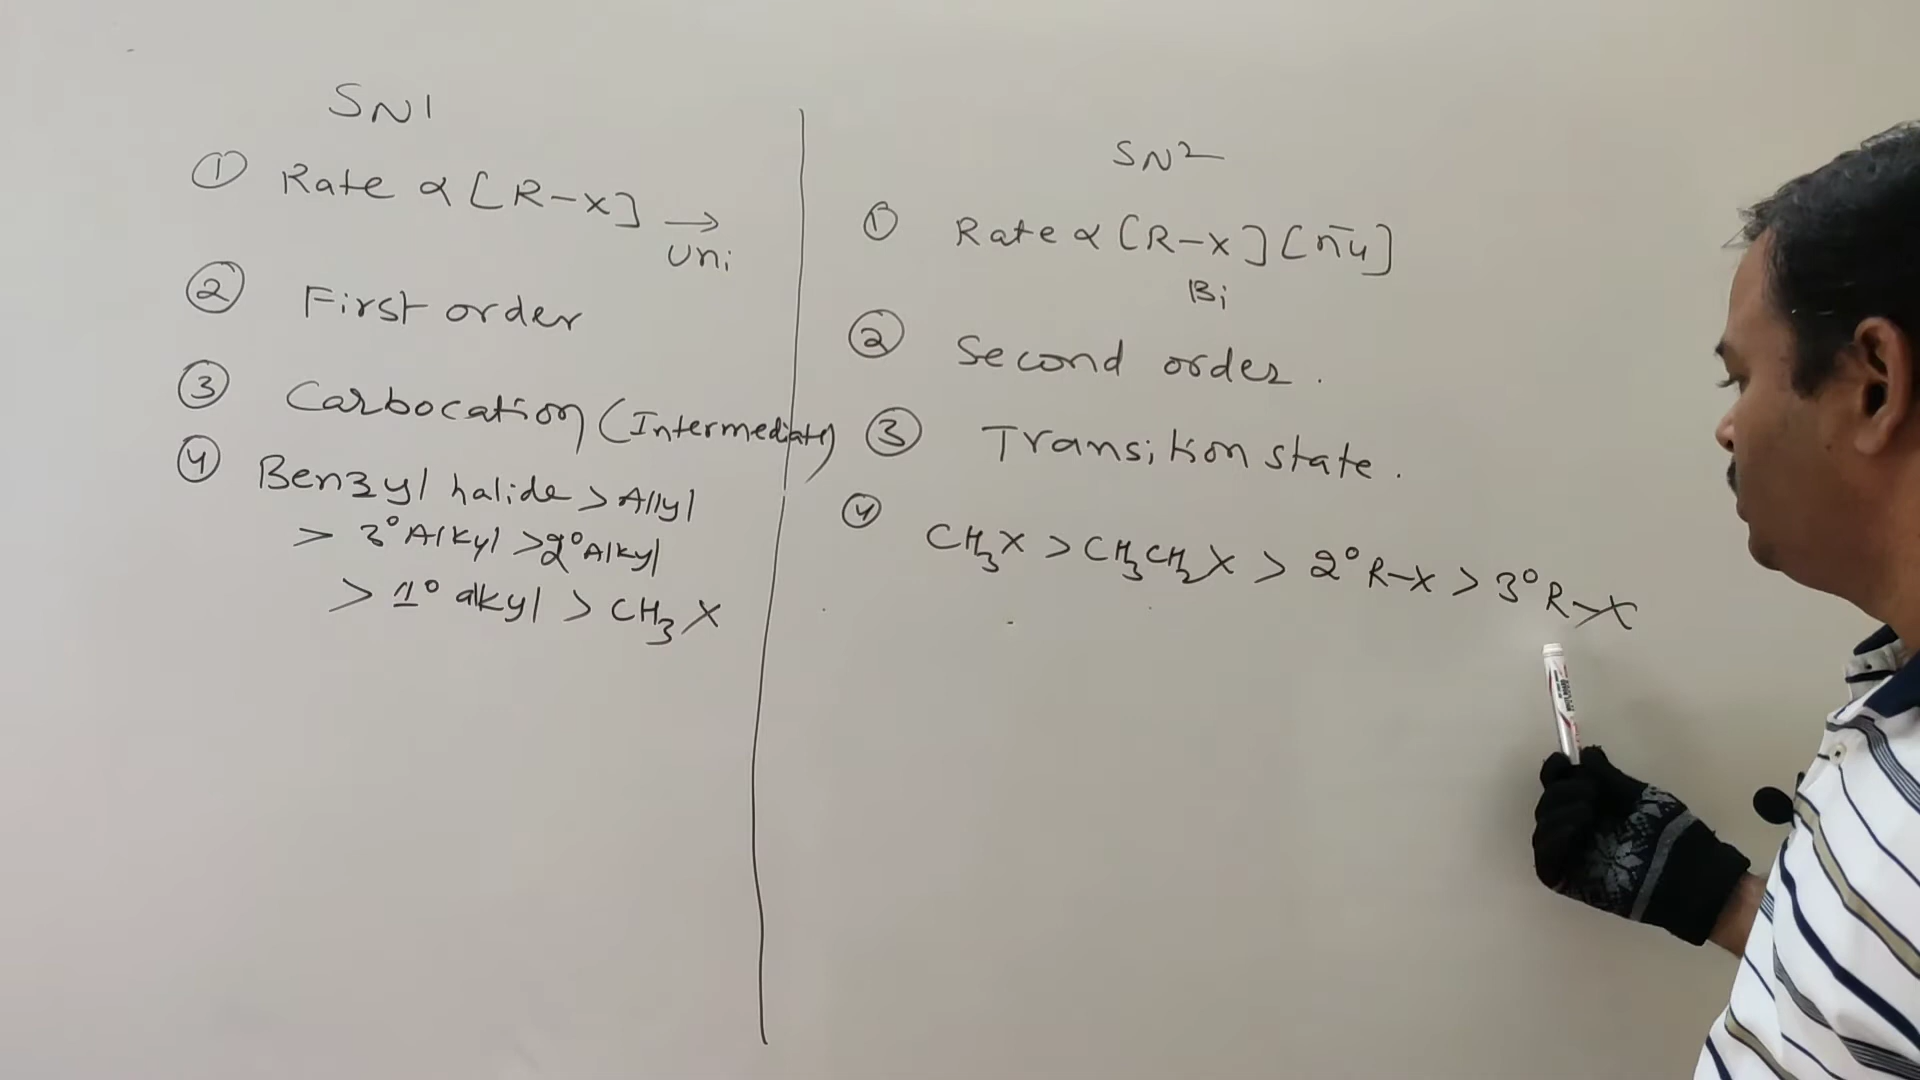 SN1
① Rate α [R-X] →
Uni
② First order
③ Carbocation (Intermediate)
④ Benzyl halide > Allyl
> 3° Alkyl > 2° Alkyl
> 1° alkyl > CH₃X
SN2
① Rate α [R-X] [n̄u]
Bi
② Second order.
③ Transition state.
④ CH₃X > CH₃CH₂X > 2° R-X > 3° R-X